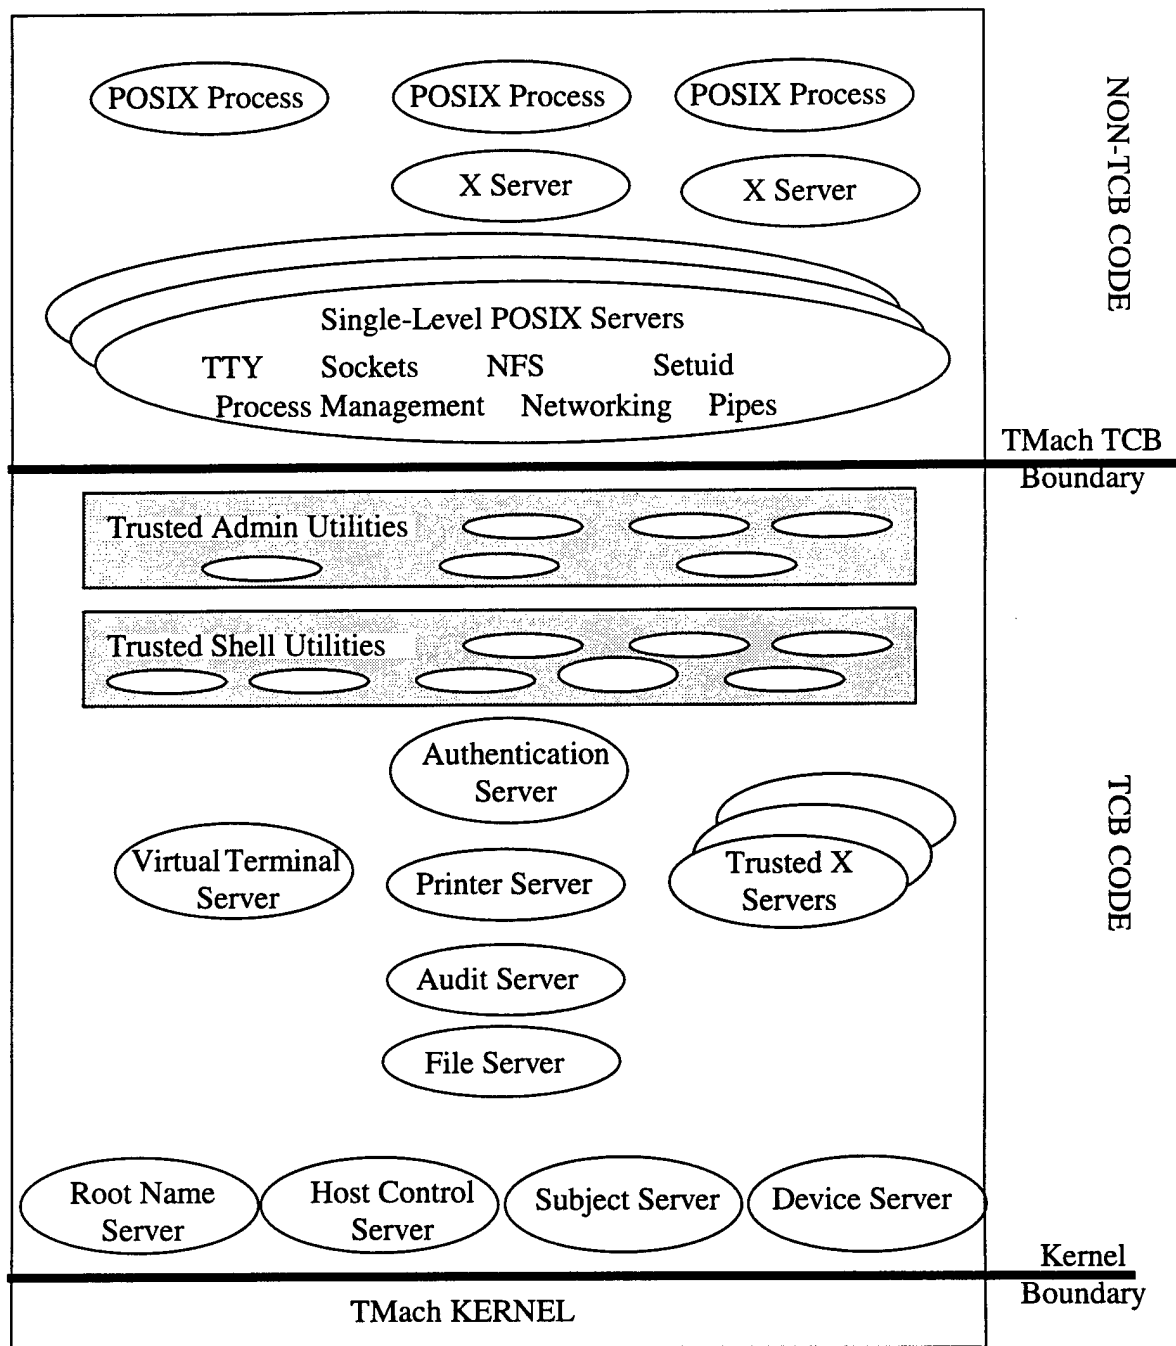 POSIX Process
POSIX Process
POSIX Process
X Server
X Server
NON-TCB CODE
Single-Level POSIX Servers
TTY Sockets NFS Setuid
Process Management Networking Pipes
TMach TCB
Boundary
Trusted Admin Utilities
Trusted Shell Utilities
Authentication
Server
Virtual Terminal
Server
Printer Server
Trusted X
Servers
TCB CODE
Audit Server
File Server
Root Name
Server
Host Control
Server
Subject Server
Device Server
Kernel
Boundary
TMach KERNEL